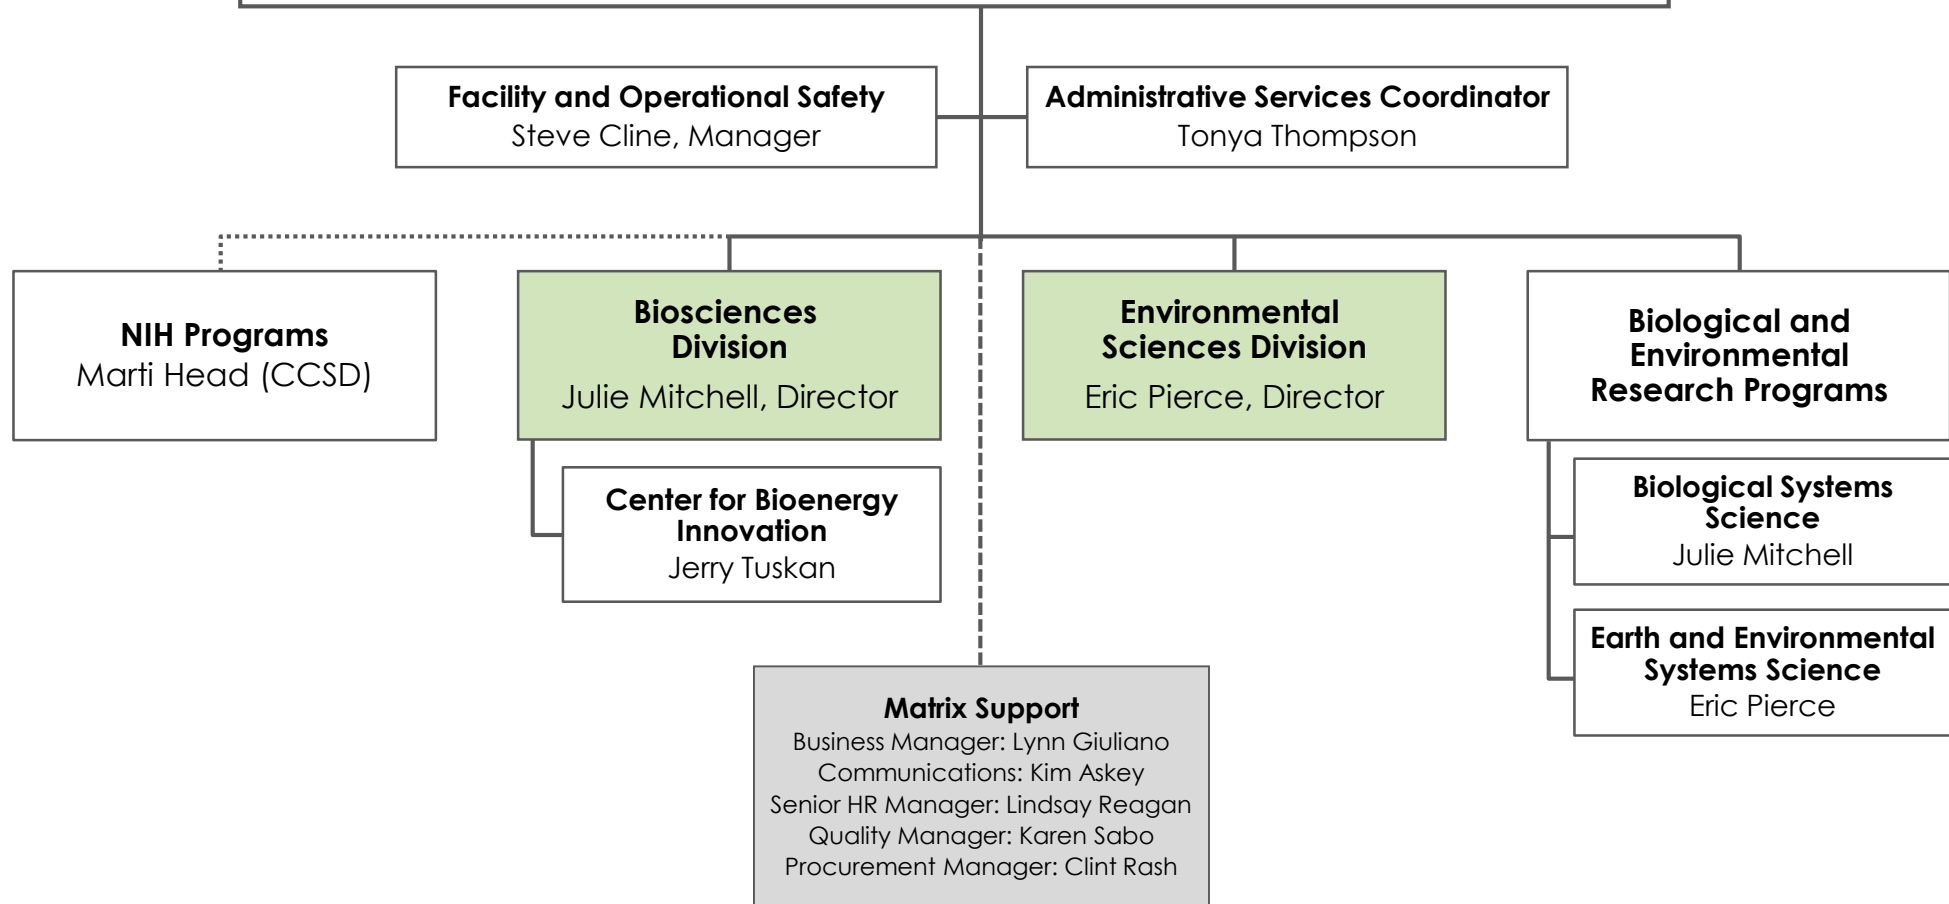 Facility and Operational Safety
Steve Cline, Manager
Administrative Services Coordinator
Tonya Thompson
NIH Programs
Marti Head (CCSD)
Biosciences
Division
Julie Mitchell, Director
Environmental
Sciences Division
Eric Pierce, Director
Biological and
Environmental
Research Programs
Center for Bioenergy
Innovation
Jerry Tuskan
Biological Systems
Science
Julie Mitchell
Earth and Environmental
Systems Science
Eric Pierce
Matrix Support
Business Manager: Lynn Giuliano
Communications: Kim Askey
Senior HR Manager: Lindsay Reagan
Quality Manager: Karen Sabo
Procurement Manager: Clint Rash